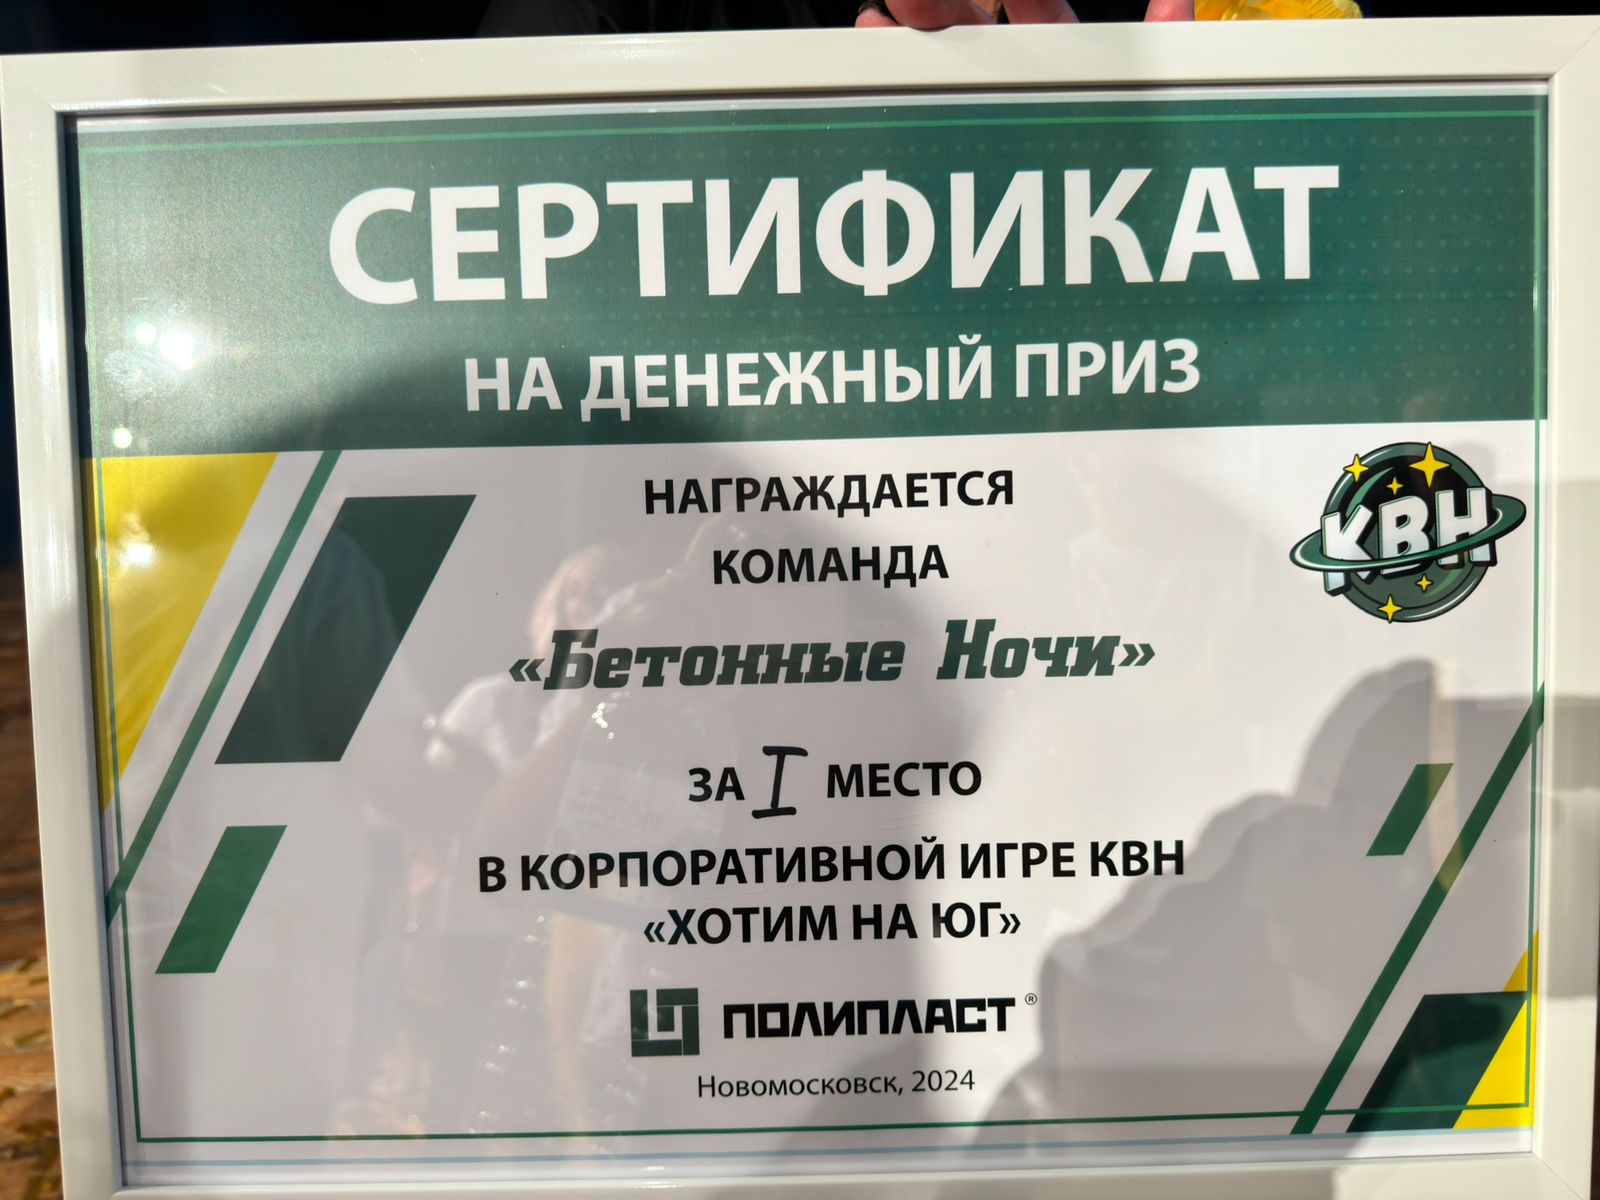 СЕРТИФИКАТ
НА ДЕНЕЖНЫЙ ПРИЗ
КВН
НАГРАЖДАЕТСЯ
КОМАНДА
«Бетонные Ночи»
ЗА I МЕСТО
В КОРПОРАТИВНОЙ ИГРЕ КВН
«ХОТИМ НА ЮГ»
ПОЛИПЛАСТ®
Новомосковск, 2024